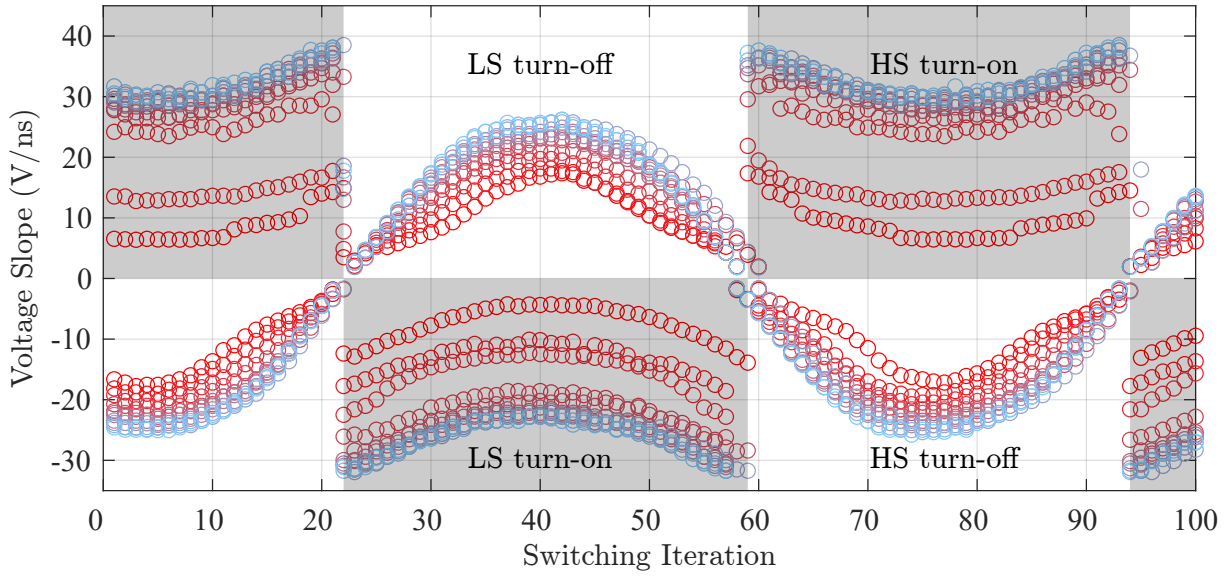 40
30
20
10
0
-10
-20
-30
Voltage Slope (V/ns)
LS turn-off
HS turn-on
LS turn-on
HS turn-off
0 10 20 30 40 50 60 70 80 90 100
Switching Iteration